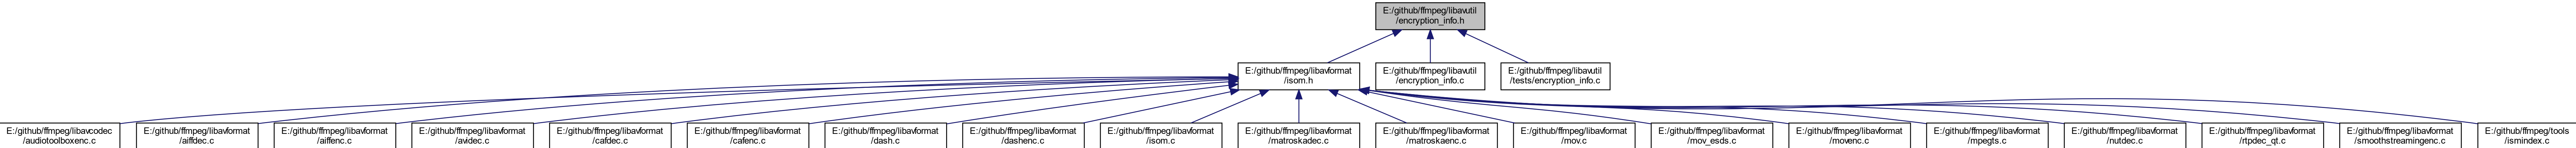 E:/github/ffmpeg/libavutil
/encryption_info.h
E:/github/ffmpeg/libavformat
/isom.h
E:/github/ffmpeg/libavutil
/encryption_info.c
E:/github/ffmpeg/libavutil
/tests/encryption_info.c
E:/github/ffmpeg/libavcodec
/audiotoolboxenc.c
E:/github/ffmpeg/libavformat
/aiffdec.c
E:/github/ffmpeg/libavformat
/aiffenc.c
E:/github/ffmpeg/libavformat
/avidec.c
E:/github/ffmpeg/libavformat
/cafdec.c
E:/github/ffmpeg/libavformat
/cafenc.c
E:/github/ffmpeg/libavformat
/dash.c
E:/github/ffmpeg/libavformat
/dashenc.c
E:/github/ffmpeg/libavformat
/isom.c
E:/github/ffmpeg/libavformat
/matroskadec.c
E:/github/ffmpeg/libavformat
/matroskaenc.c
E:/github/ffmpeg/libavformat
/mov.c
E:/github/ffmpeg/libavformat
/mov_esds.c
E:/github/ffmpeg/libavformat
/movenc.c
E:/github/ffmpeg/libavformat
/mpegts.c
E:/github/ffmpeg/libavformat
/nutdec.c
E:/github/ffmpeg/libavformat
/rtpdec_qt.c
E:/github/ffmpeg/libavformat
/smoothstreamingenc.c
E:/github/ffmpeg/tools
/ismindex.c